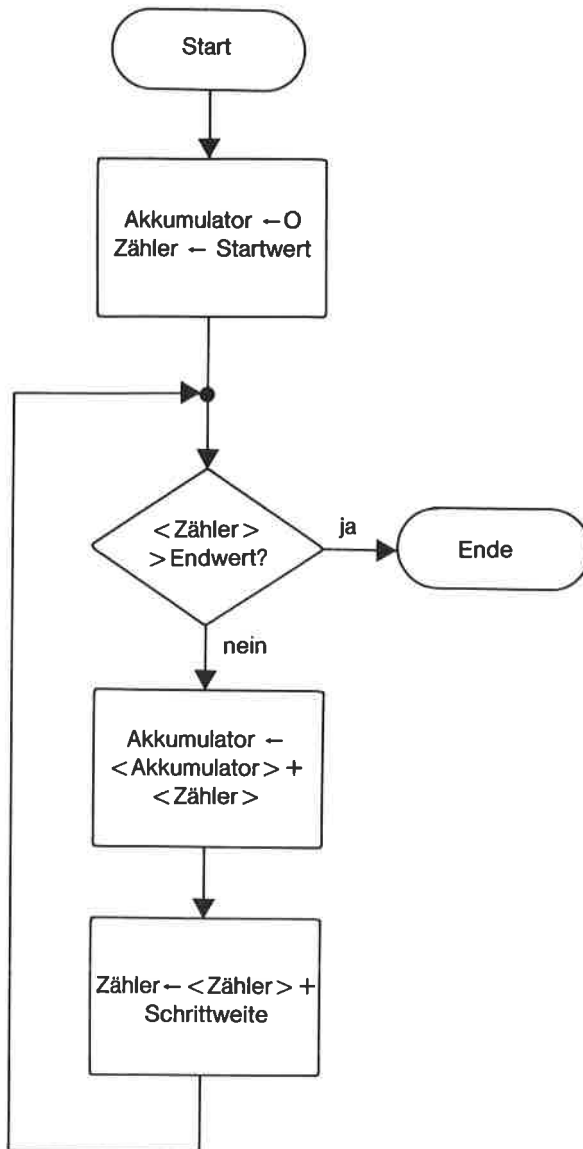 Start
Akkumulator ← O
Zähler ← Startwert
<Zähler>
>Endwert?
ja
Ende
nein
Akkumulator ←
<Akkumulator> +
<Zähler>
Zähler ← <Zähler> +
Schrittweite